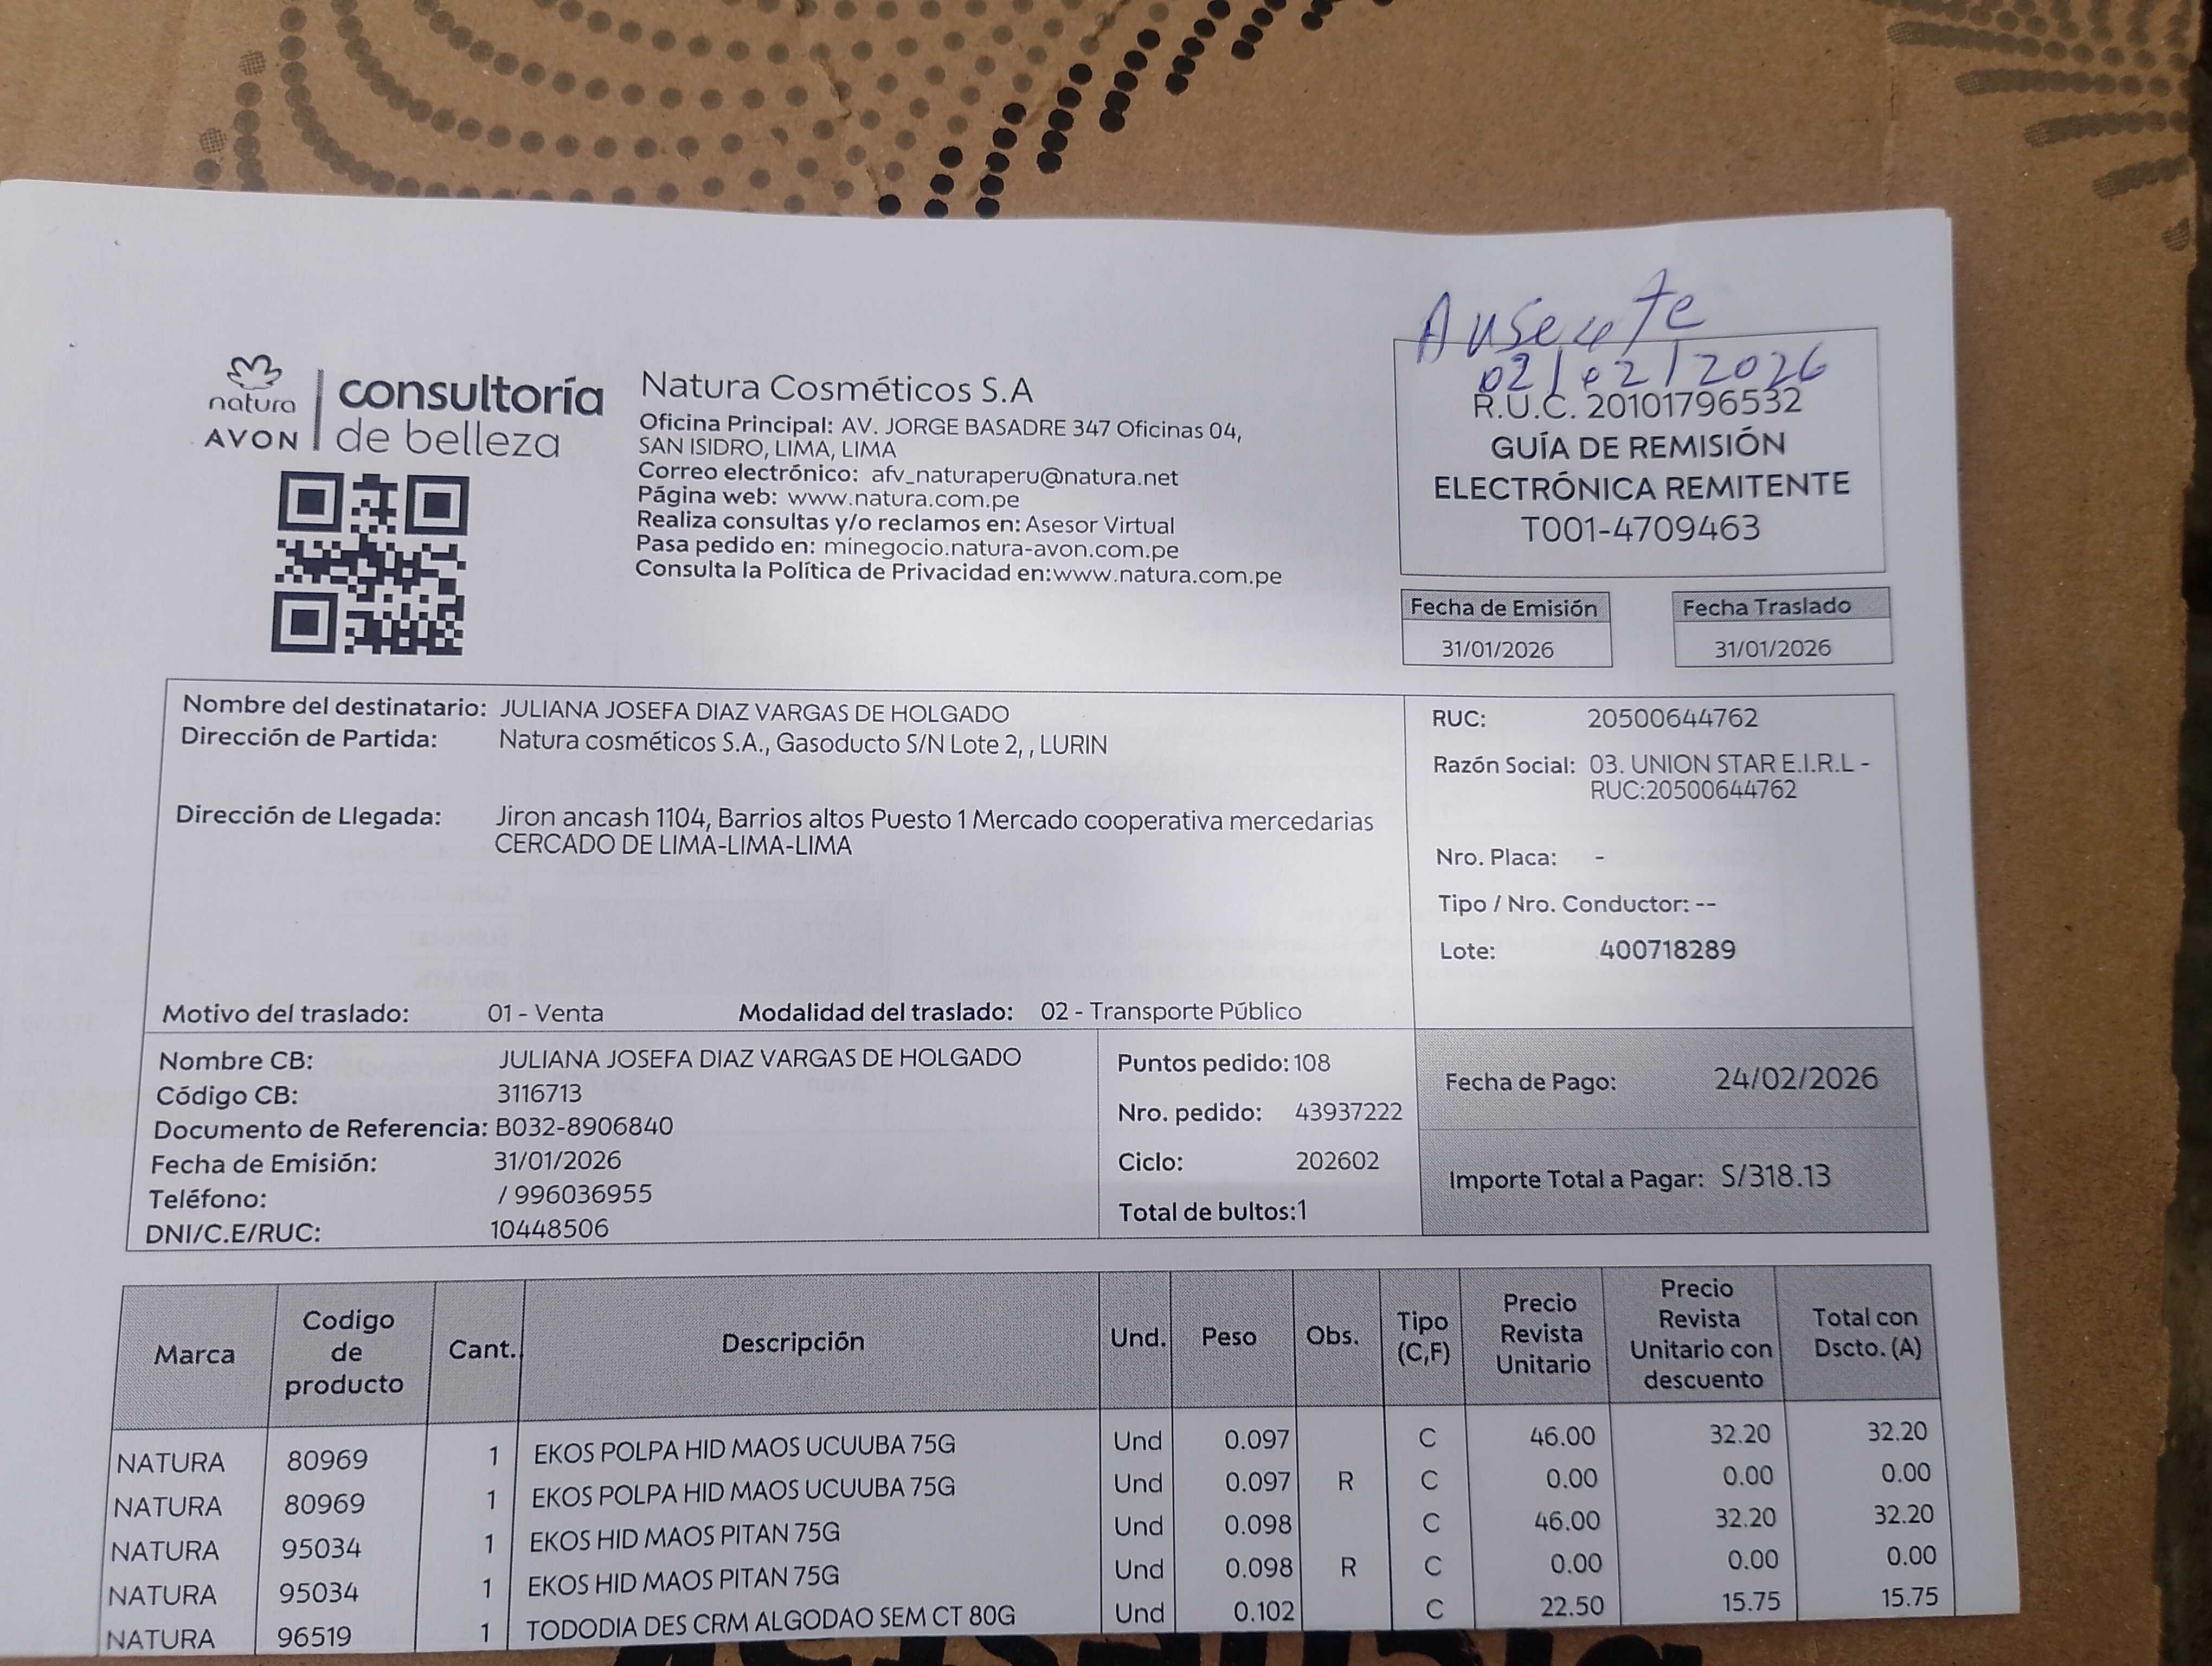 Ausente
02/02/2026
natura
AVON
consultoría
de belleza
Natura Cosméticos S.A
Oficina Principal: AV. JORGE BASADRE 347 Oficinas 04,
SAN ISIDRO, LIMA, LIMA
Correo electrónico: afv_naturaperu@natura.net
Página web: www.natura.com.pe
Realiza consultas y/o reclamos en: Asesor Virtual
Pasa pedido en: minegocio.natura-avon.com.pe
Consulta la Política de Privacidad en:www.natura.com.pe
R.U.C. 20101796532
GUÍA DE REMISIÓN
ELECTRÓNICA REMITENTE
T001-4709463
Fecha de Emisión
31/01/2026
Fecha Traslado
31/01/2026
Nombre del destinatario: JULIANA JOSEFA DIAZ VARGAS DE HOLGADO
Dirección de Partida: Natura cosméticos S.A., Gasoducto S/N Lote 2, , LURIN
Dirección de Llegada: Jiron ancash 1104, Barrios altos Puesto 1 Mercado cooperativa mercedarias
CERCADO DE LIMA-LIMA-LIMA
Motivo del traslado: 01 - Venta Modalidad del traslado: 02 - Transporte Público
RUC: 20500644762
Razón Social: 03. UNION STAR E.I.R.L -
RUC:20500644762
Nro. Placa: -
Tipo / Nro. Conductor: --
Lote: 400718289
Nombre CB: JULIANA JOSEFA DIAZ VARGAS DE HOLGADO
Código CB: 3116713
Documento de Referencia: B032-8906840
Fecha de Emisión: 31/01/2026
Teléfono: / 996036955
DNI/C.E/RUC: 10448506
Puntos pedido: 108
Nro. pedido: 43937222
Ciclo: 202602
Total de bultos:1
Fecha de Pago: 24/02/2026
Importe Total a Pagar: S/318.13
Marca Codigo de producto Cant. Descripción Und. Peso Obs. Tipo (C,F) Precio Revista Unitario Precio Revista Unitario con descuento Total con Dscto. (A)
NATURA 80969 1 EKOS POLPA HID MAOS UCUUBA 75G Und 0.097 C 46.00 32.20 32.20
NATURA 80969 1 EKOS POLPA HID MAOS UCUUBA 75G Und 0.097 R C 0.00 0.00 0.00
NATURA 95034 1 EKOS HID MAOS PITAN 75G Und 0.098 C 46.00 32.20 32.20
NATURA 95034 1 EKOS HID MAOS PITAN 75G Und 0.098 R C 0.00 0.00 0.00
NATURA 96519 1 TODODIA DES CRM ALGODAO SEM CT 80G Und 0.102 C 22.50 15.75 15.75